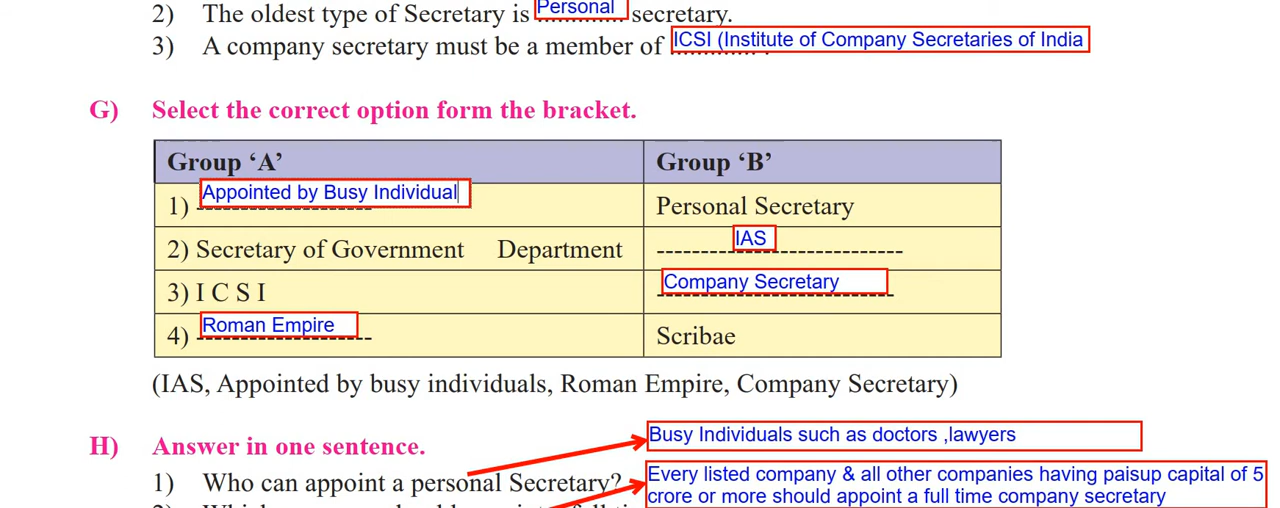 2) The oldest type of Secretary is Personal secretary.
3) A company secretary must be a member of ICSI (Institute of Company Secretaries of India
G) Select the correct option form the bracket.
Group ‘A’ Group ‘B’
1) Appointed by Busy Individual Personal Secretary
2) Secretary of Government Department IAS
3) I C S I Company Secretary
4) Roman Empire Scribae
(IAS, Appointed by busy individuals, Roman Empire, Company Secretary)
H) Answer in one sentence.
Busy Individuals such as doctors ,lawyers
1) Who can appoint a personal Secretary?
Every listed company & all other companies having paisup capital of 5
crore or more should appoint a full time company secretary